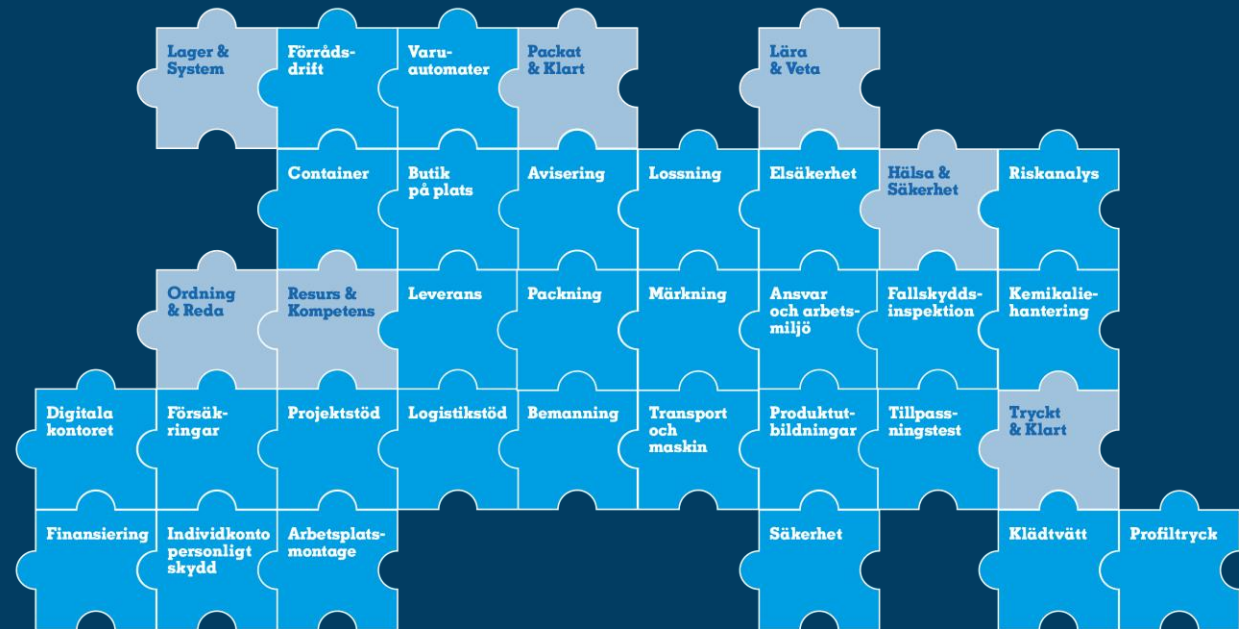 Lager &
System
Förråds-
drift
Varu-
automater
Packat
& Klart
Lära
& Veta
Container
Butik
på plats
Avisering
Lossning
Elsäkerhet
Hälsa &
Säkerhet
Riskanalys
Ordning
& Reda
Resurs &
Kompetens
Leverans
Packning
Märkning
Ansvar
och arbets-
miljö
Fallskydds-
inspektion
Kemikalie-
hantering
Digitala
kontoret
Försäk-
ringar
Projektstöd
Logistikstöd
Bemanning
Transport
och
maskin
Produktut-
bildningar
Tillpass-
ningstest
Tryckt
& Klart
Finansiering
Individkonto
personligt
skydd
Arbetsplats-
montage
Säkerhet
Klädtvätt
Profiltryck